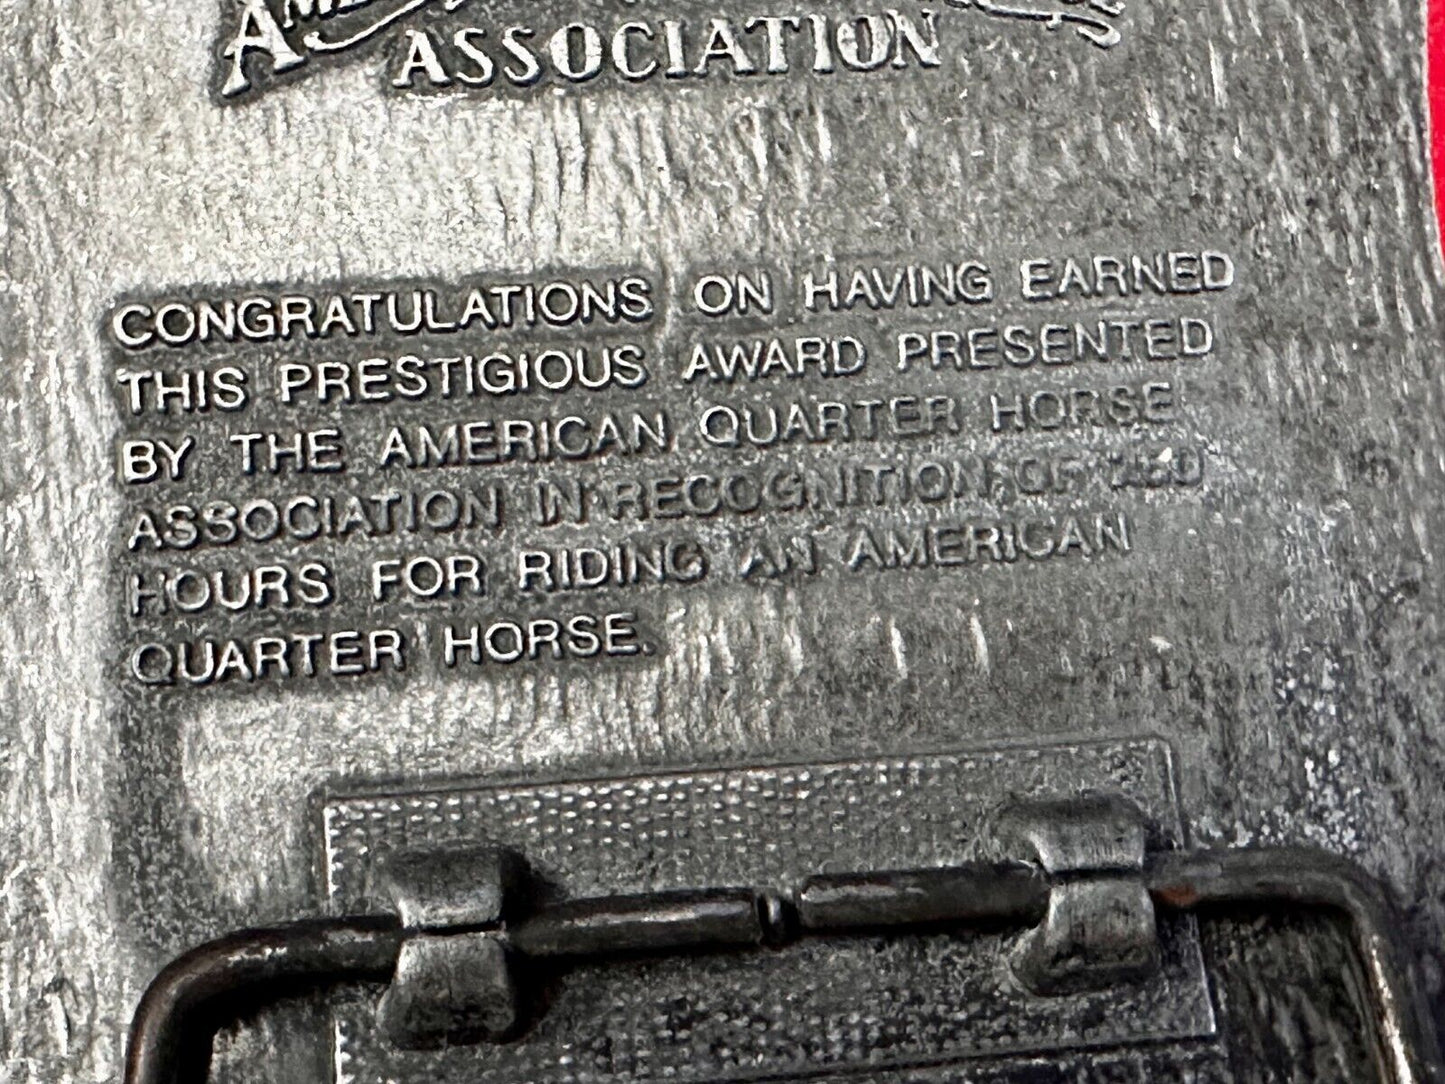 ASSOCIATION
CONGRATULATIONS ON HAVING EARNED
THIS PRESTIGIOUS AWARD PRESENTED
BY THE AMERICAN QUARTER HORSE
ASSOCIATION IN RECOGNITION OF
HOURS FOR RIDING AN AMERICAN
QUARTER HORSE.